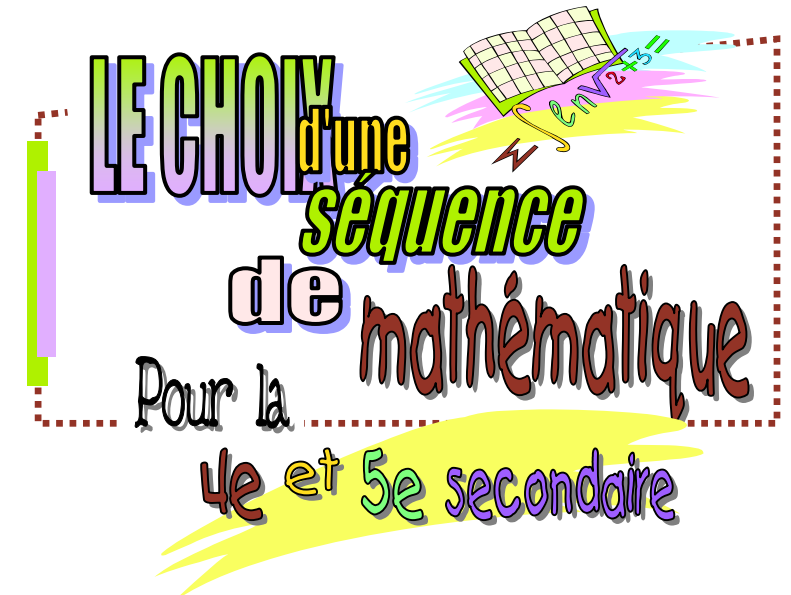 LE CHOIX
d'une
séquence
de
mathématique
Pour la
4e et 5e secondaire